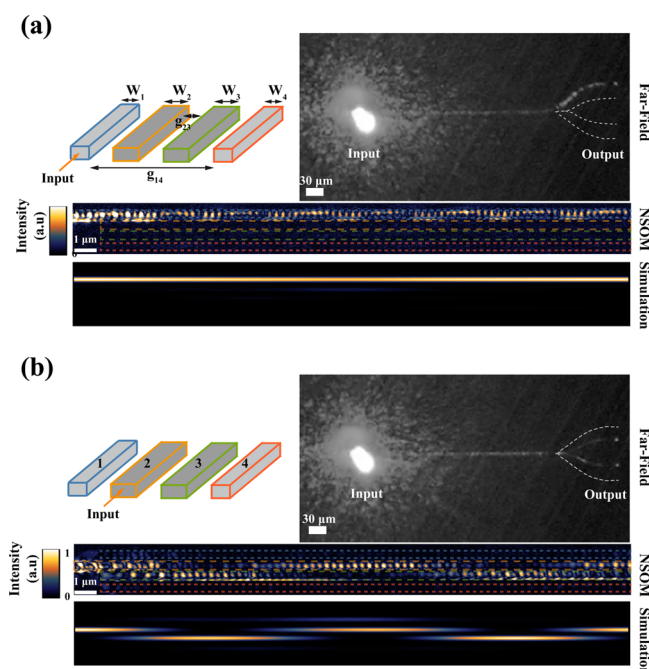 (a)
W1 W2 W3 W4
g23
Input
g14
Input
Output
30 μm
Far-Field
Intensity
(a.u)
1 μm
NSOM
Simulation
(b)
1 2 3 4
Input
Input
Output
30 μm
Far-Field
Intensity
(a.u)
1
0
1 μm
NSOM
Simulation